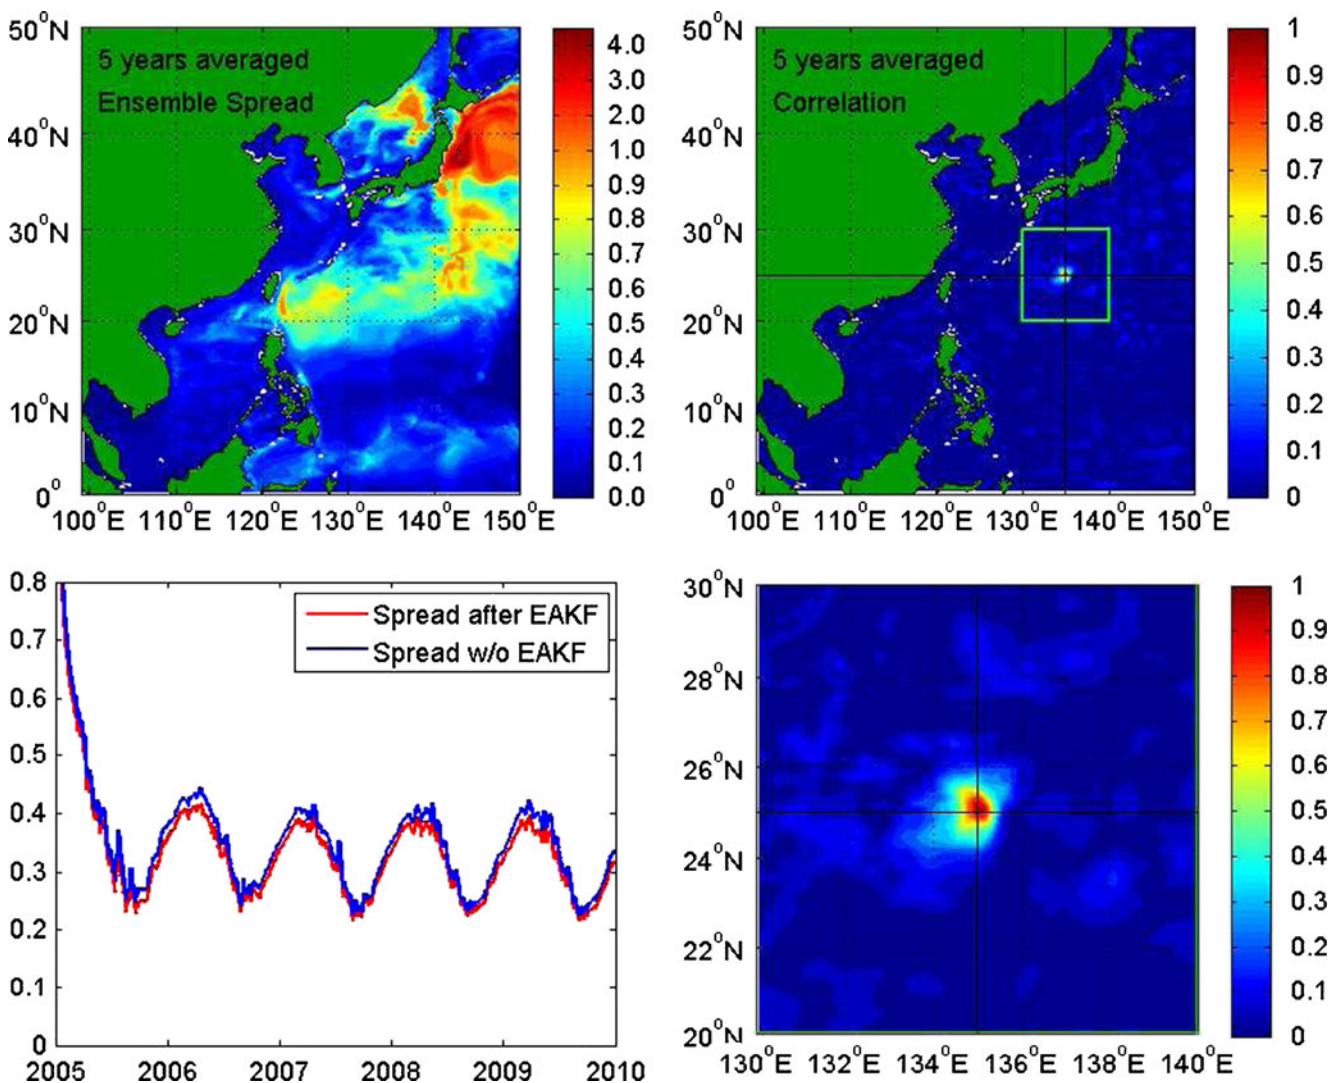 50°N
40°N
30°N
20°N
10°N
0°
100°E 110°E 120°E 130°E 140°E 150°E
5 years averaged
Ensemble Spread
4.0
3.0
2.0
1.0
0.9
0.8
0.7
0.6
0.5
0.4
0.3
0.2
0.1
0.0
50°N
40°N
30°N
20°N
10°N
0°
100°E 110°E 120°E 130°E 140°E 150°E
5 years averaged
Correlation
1
0.9
0.8
0.7
0.6
0.5
0.4
0.3
0.2
0.1
0
0.8
0.7
0.6
0.5
0.4
0.3
0.2
0.1
0
2005 2006 2007 2008 2009 2010
Spread after EAKF
Spread w/o EAKF
30°N
28°N
26°N
24°N
22°N
20°N
130°E 132°E 134°E 136°E 138°E 140°E
1
0.9
0.8
0.7
0.6
0.5
0.4
0.3
0.2
0.1
0